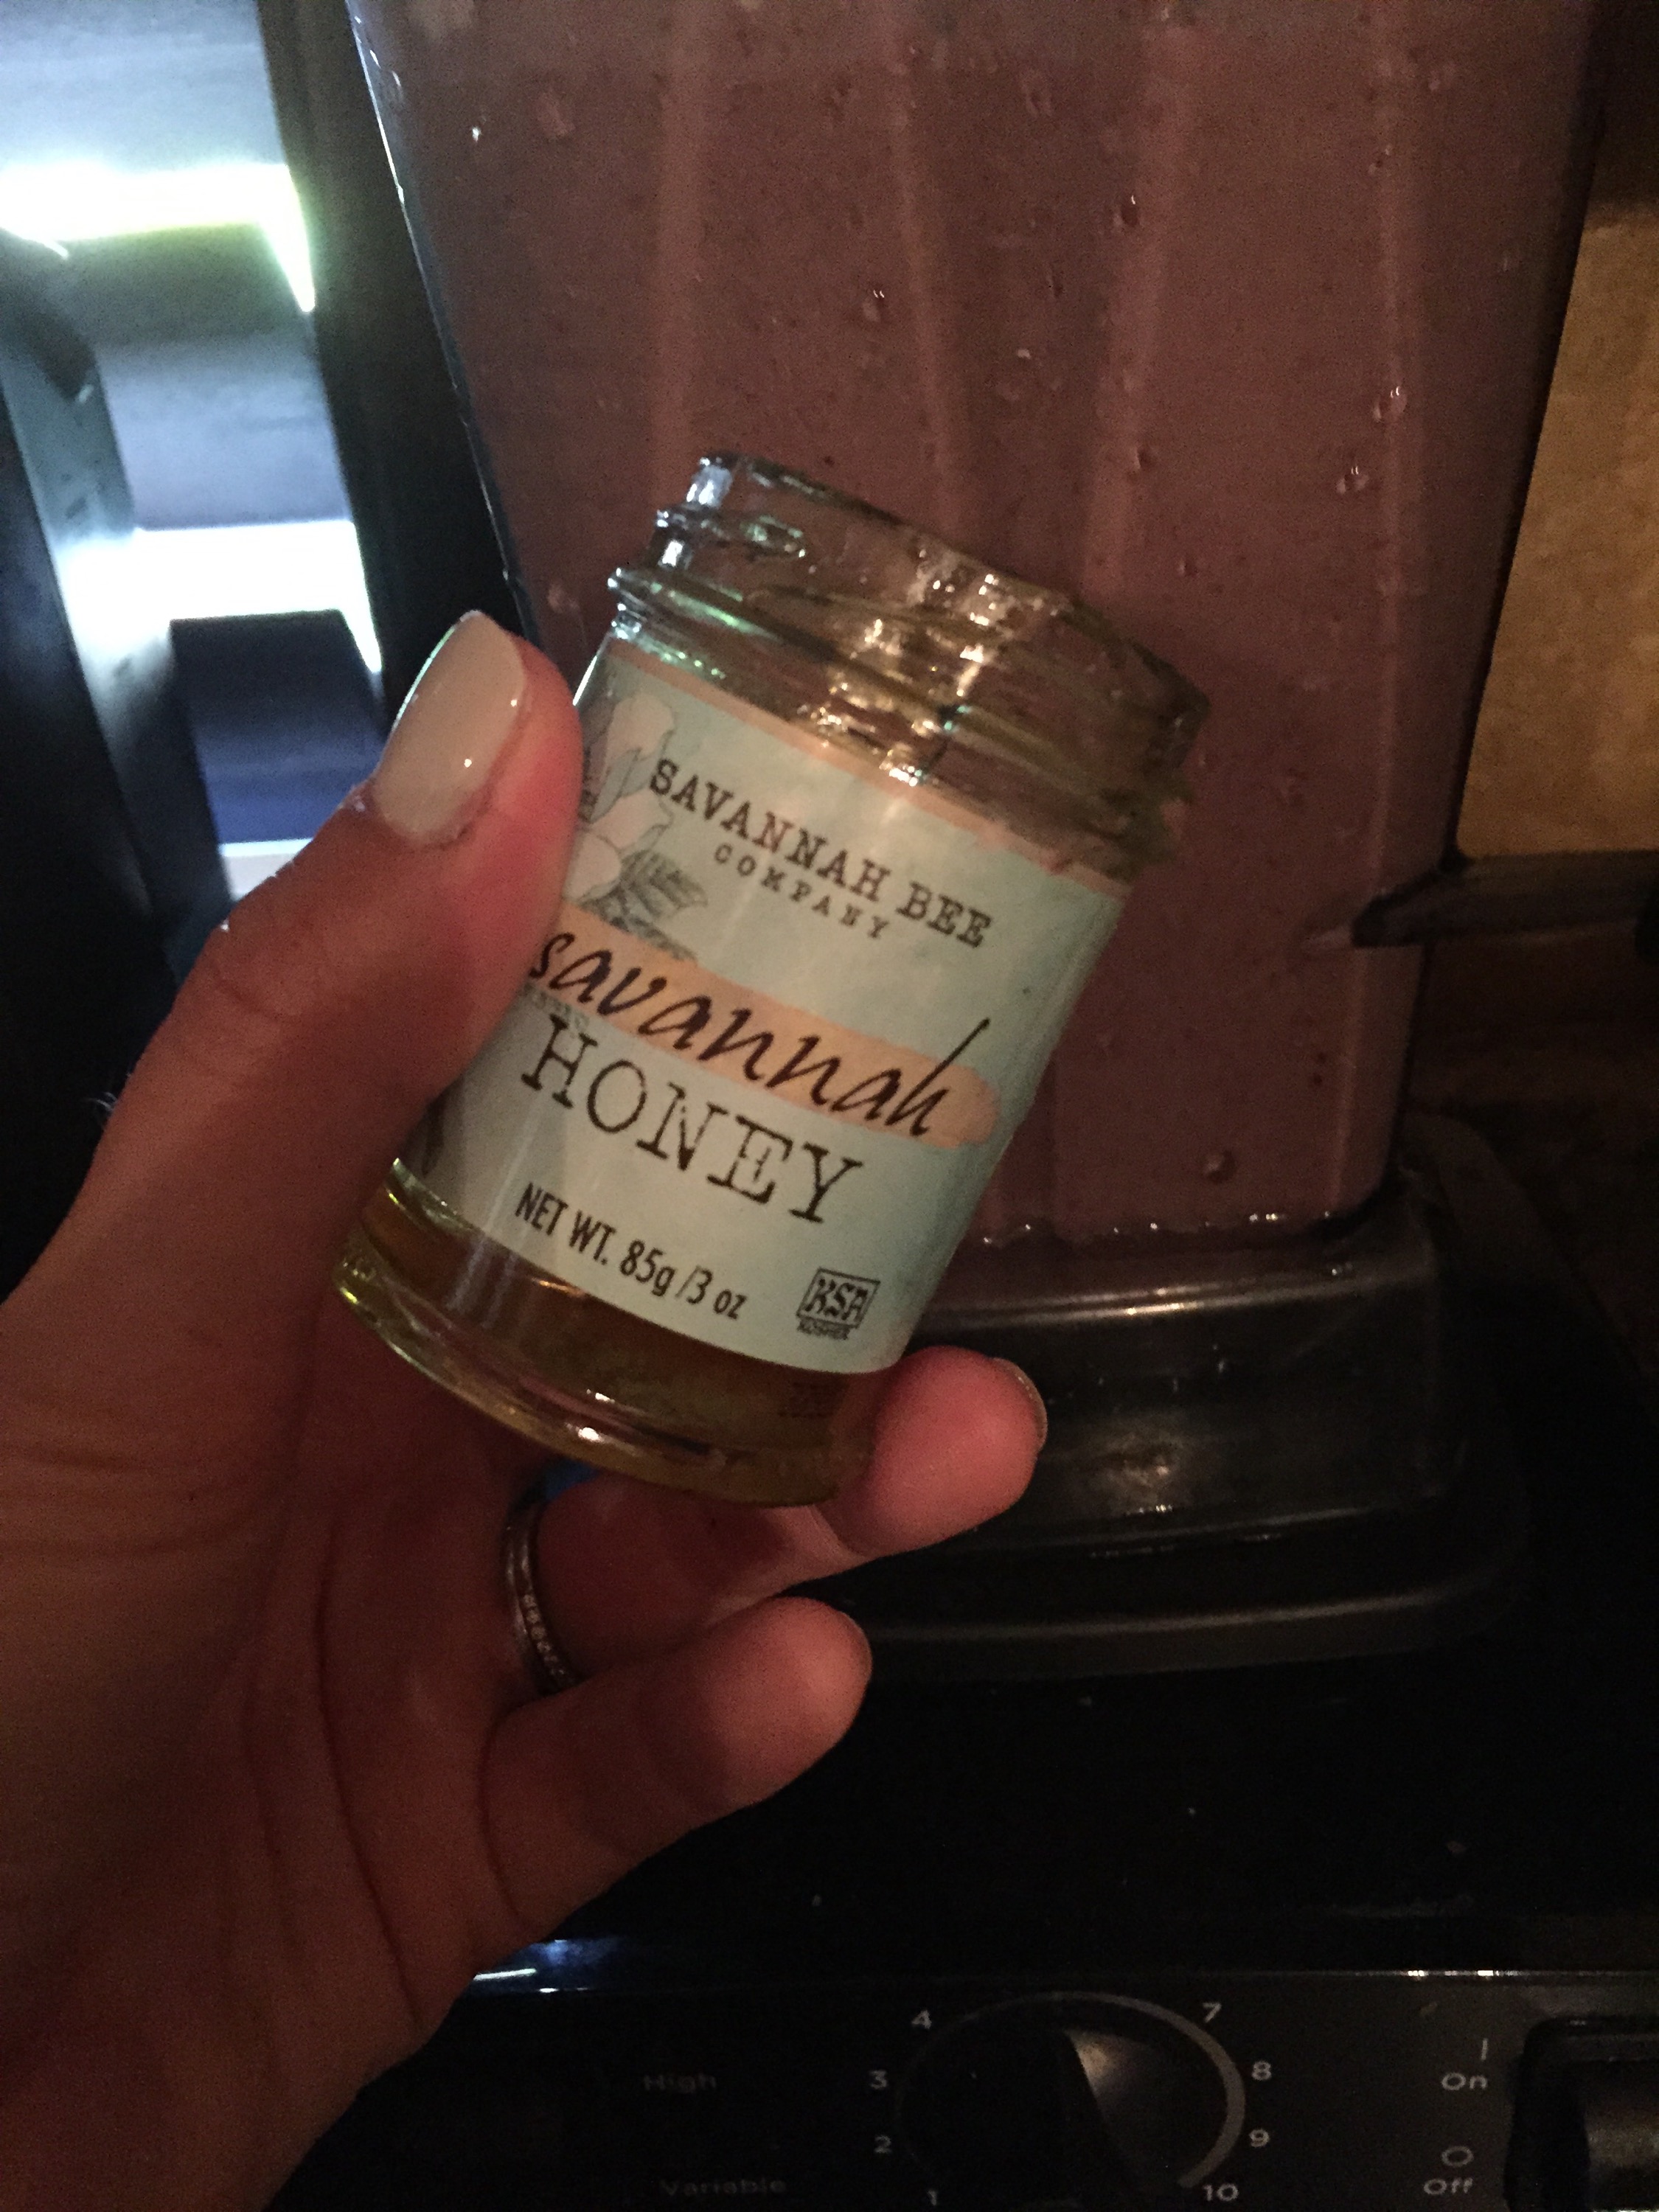 SAVANNAH BEE
COMPANY
savannah
HONEY
NET WT. 85g/3 oz
KSA
KOSHER
4
7
High
3
8
I
On
2
9
O
Variable
1
10
Off